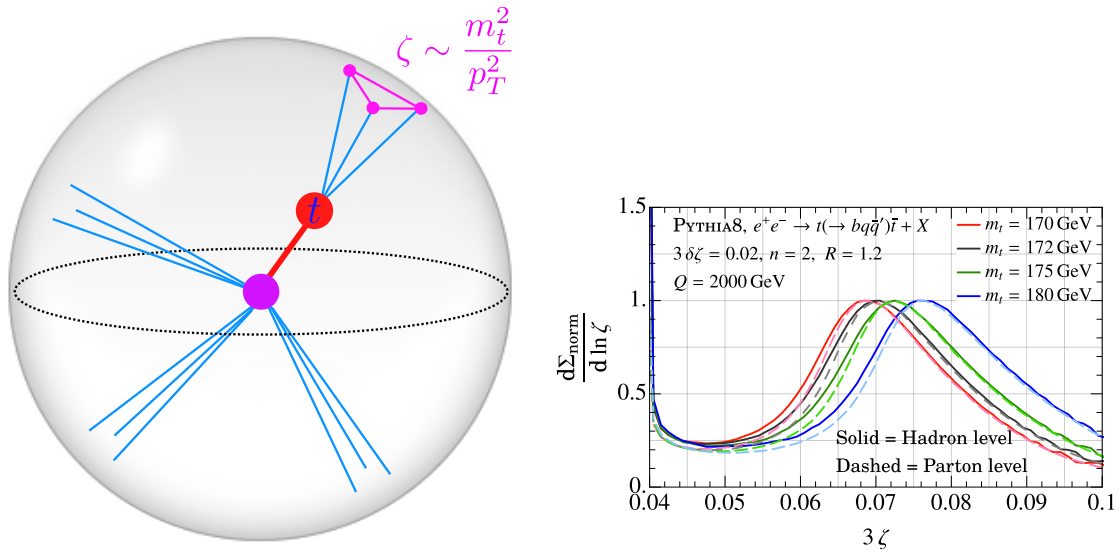 ζ ~ m_t^2 / p_T^2
t
1.5
1.0
0.5
0.
dΣ_norm / d ln ζ
PYTHIA8, e⁺e⁻ → t(→ bqq̄′)t̄ + X
3 δζ = 0.02, n = 2, R = 1.2
Q = 2000 GeV
m_t = 170 GeV
m_t = 172 GeV
m_t = 175 GeV
m_t = 180 GeV
Solid = Hadron level
Dashed = Parton level
0.04 0.05 0.06 0.07 0.08 0.09 0.1
3 ζ